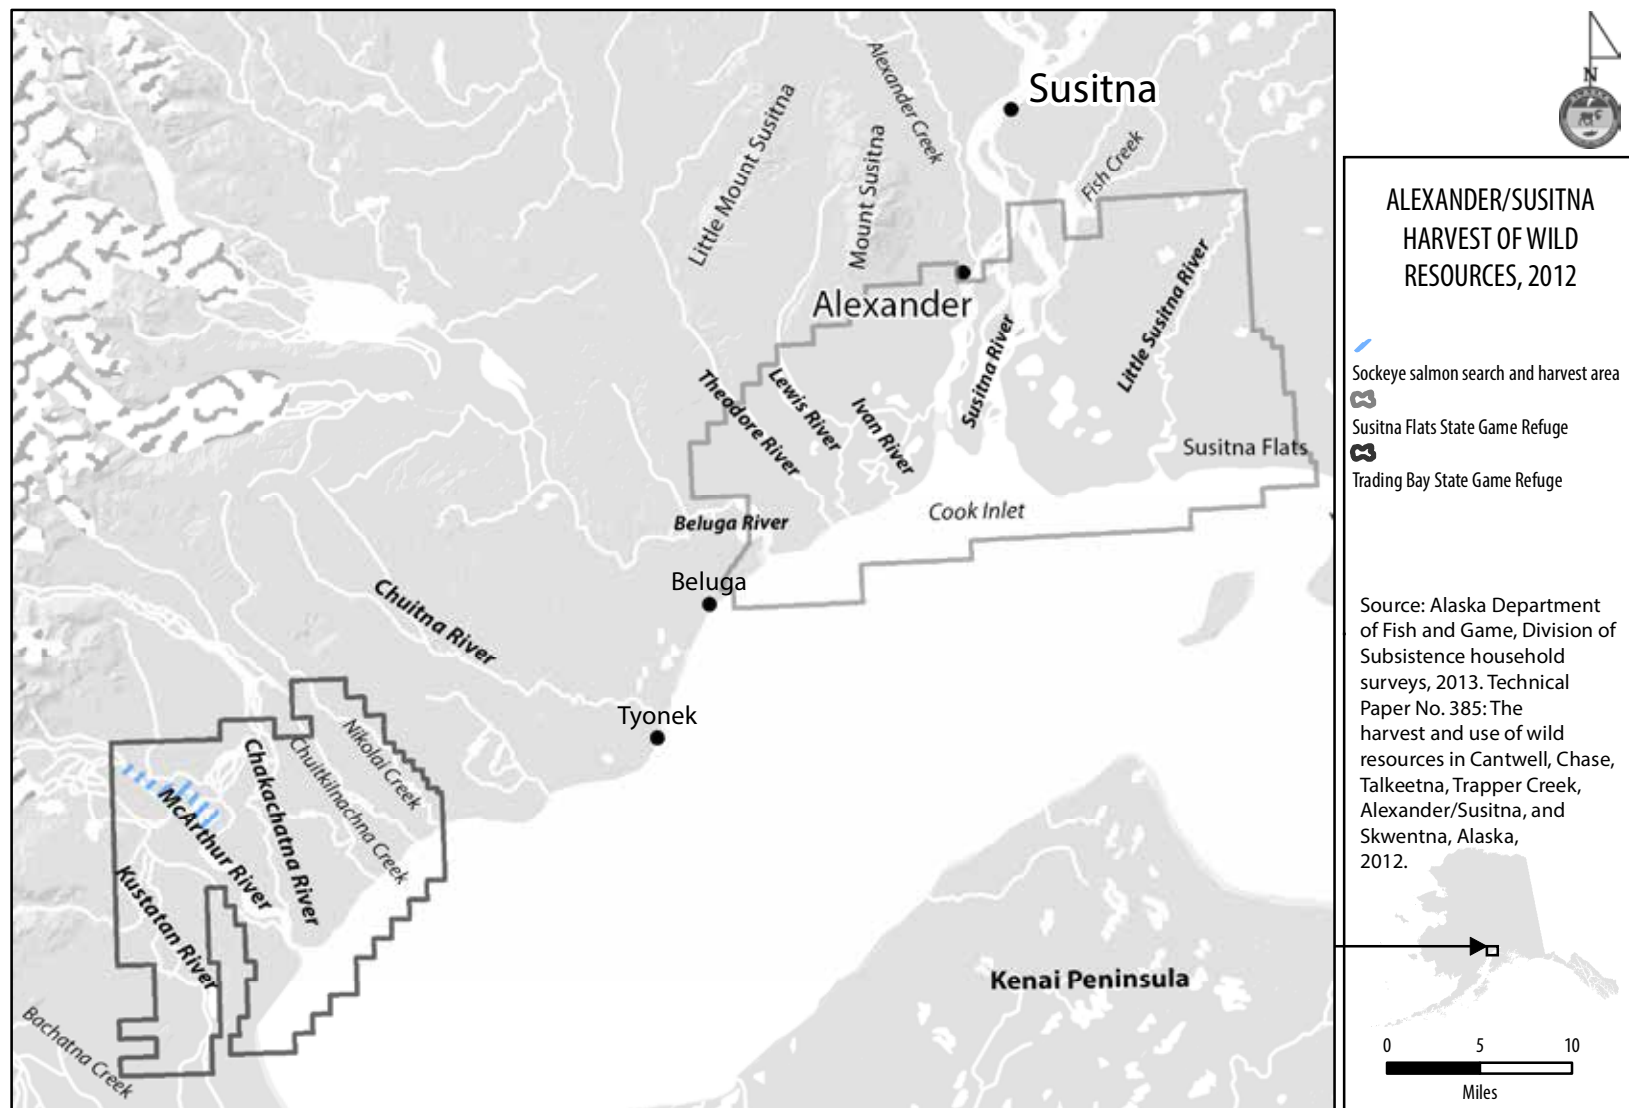 Susitna
Alexander Creek
Little Mount Susitna
Mount Susitna
Fish Creek
Alexander
Little Susitna River
Susitna River
Theodore River
Lewis River
Ivan River
Susitna Flats
Cook Inlet
Beluga River
Beluga
Chuitna River
Tyonek
Nikolai Creek
Chuitkilnachna Creek
Chakachatna River
McArthur River
Kustatan River
Bachatna Creek
Kenai Peninsula
N
ALASKA
ALEXANDER/SUSITNA
HARVEST OF WILD
RESOURCES, 2012
Sockeye salmon search and harvest area
Susitna Flats State Game Refuge
Trading Bay State Game Refuge
Source: Alaska Department
of Fish and Game, Division of
Subsistence household
surveys, 2013. Technical
Paper No. 385: The
harvest and use of wild
resources in Cantwell, Chase,
Talkeetna, Trapper Creek,
Alexander/Susitna, and
Skwentna, Alaska,
2012.
0 5 10
Miles